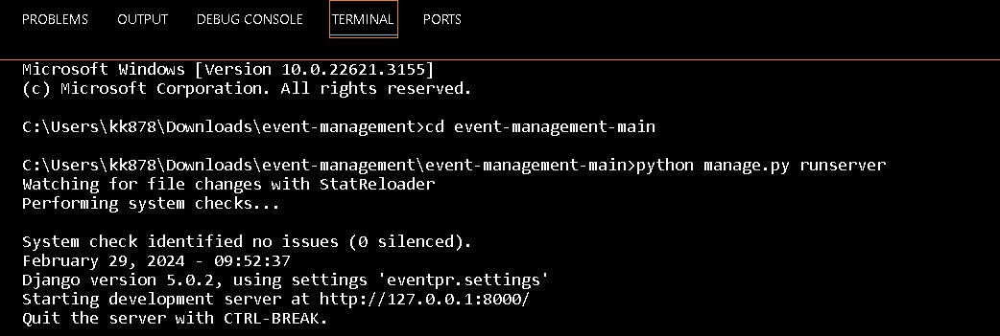 PROBLEMS OUTPUT DEBUG CONSOLE TERMINAL PORTS
Microsoft Windows [Version 10.0.22621.3155]
(c) Microsoft Corporation. All rights reserved.
C:\Users\kk878\Downloads\event-management>cd event-management-main
C:\Users\kk878\Downloads\event-management\event-management-main>python manage.py runserver
Watching for file changes with StatReloader
Performing system checks...
System check identified no issues (0 silenced).
February 29, 2024 - 09:52:37
Django version 5.0.2, using settings 'eventpr.settings'
Starting development server at http://127.0.0.1:8000/
Quit the server with CTRL-BREAK.